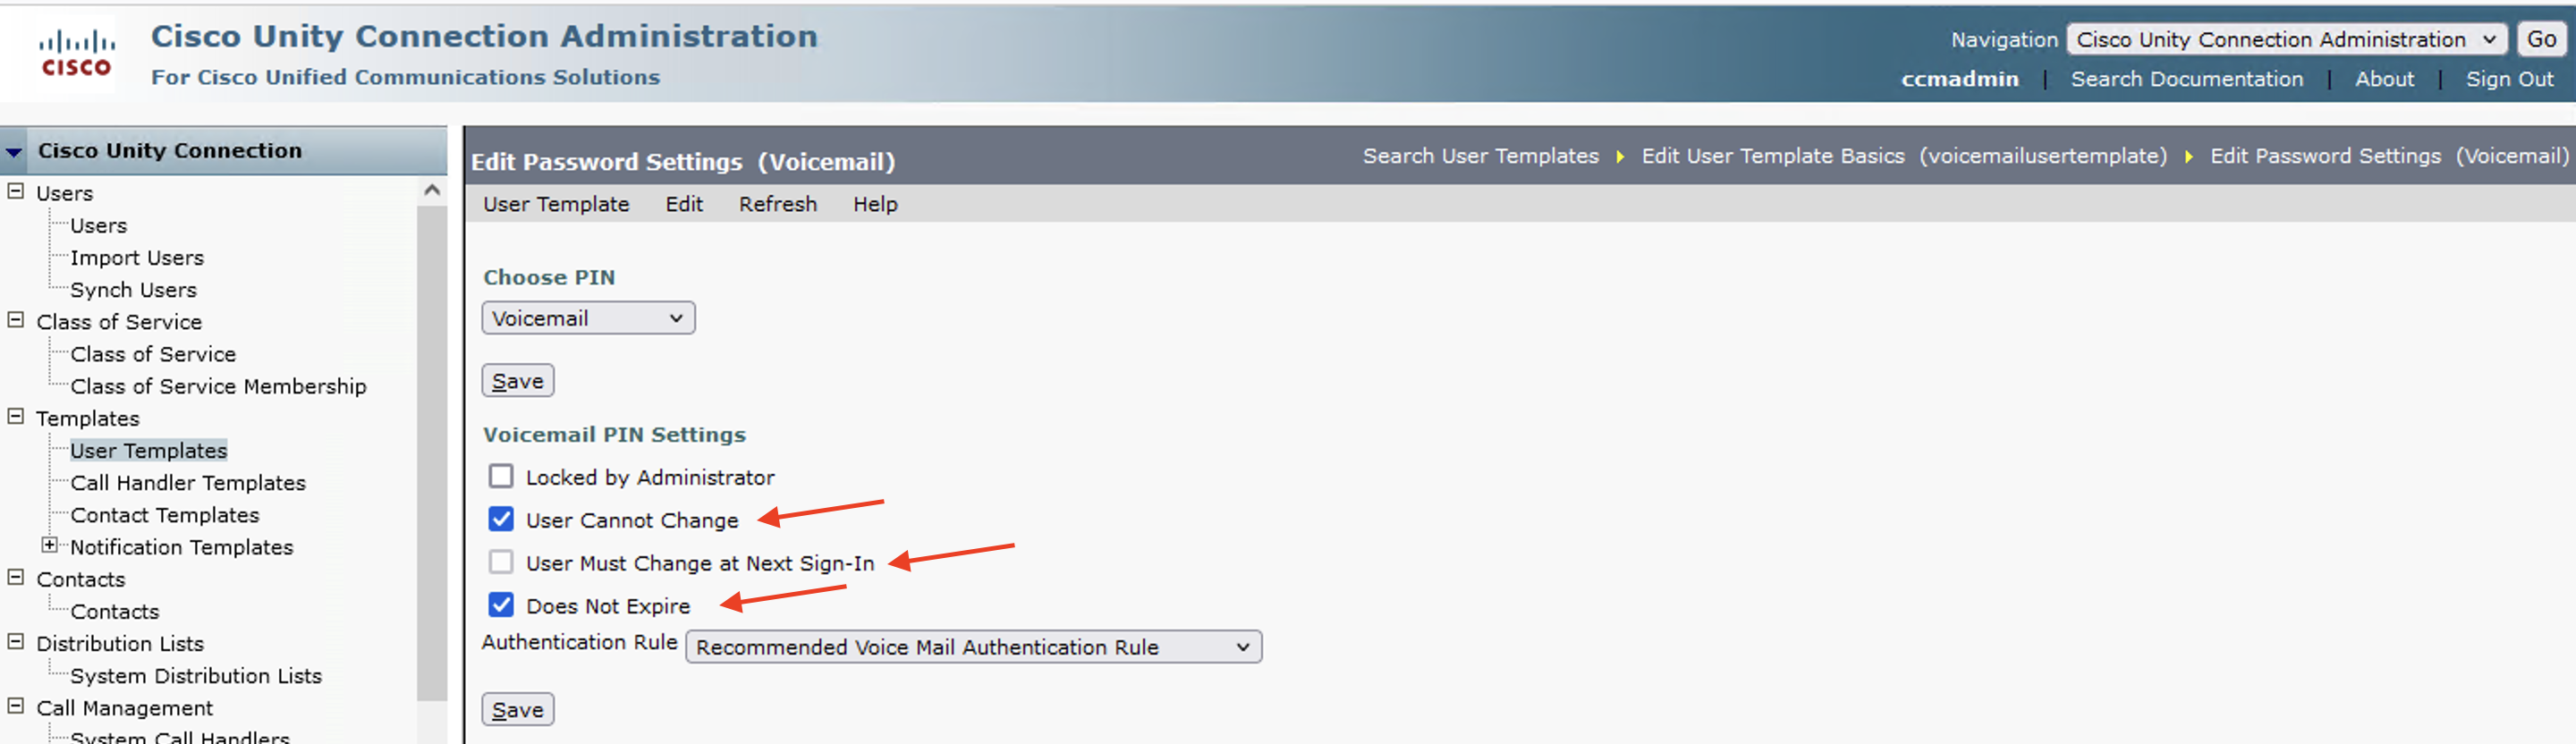 Cisco Unity Connection Administration
For Cisco Unified Communications Solutions
CISCO
Navigation Cisco Unity Connection Administration Go
ccmadmin | Search Documentation | About | Sign Out
Cisco Unity Connection
Users
Users
Import Users
Synch Users
Class of Service
Class of Service
Class of Service Membership
Templates
User Templates
Call Handler Templates
Contact Templates
Notification Templates
Contacts
Contacts
Distribution Lists
System Distribution Lists
Call Management
System Call Handlers
Edit Password Settings (Voicemail)
Search User Templates Edit User Template Basics (voicemailusertemplate) Edit Password Settings (Voicemail)
User Template Edit Refresh Help
Choose PIN
Voicemail
Save
Voicemail PIN Settings
Locked by Administrator
User Cannot Change
User Must Change at Next Sign-In
Does Not Expire
Authentication Rule Recommended Voice Mail Authentication Rule
Save